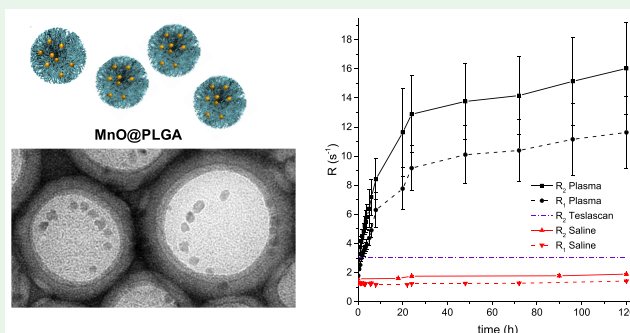 MnO@PLGA
R (s⁻¹)
18
16
14
12
10
8
6
4
2
0
R₂ Plasma
R₁ Plasma
R₂ Teslascan
R₂ Saline
R₁ Saline
0 20 40 60 80 100 120
time (h)